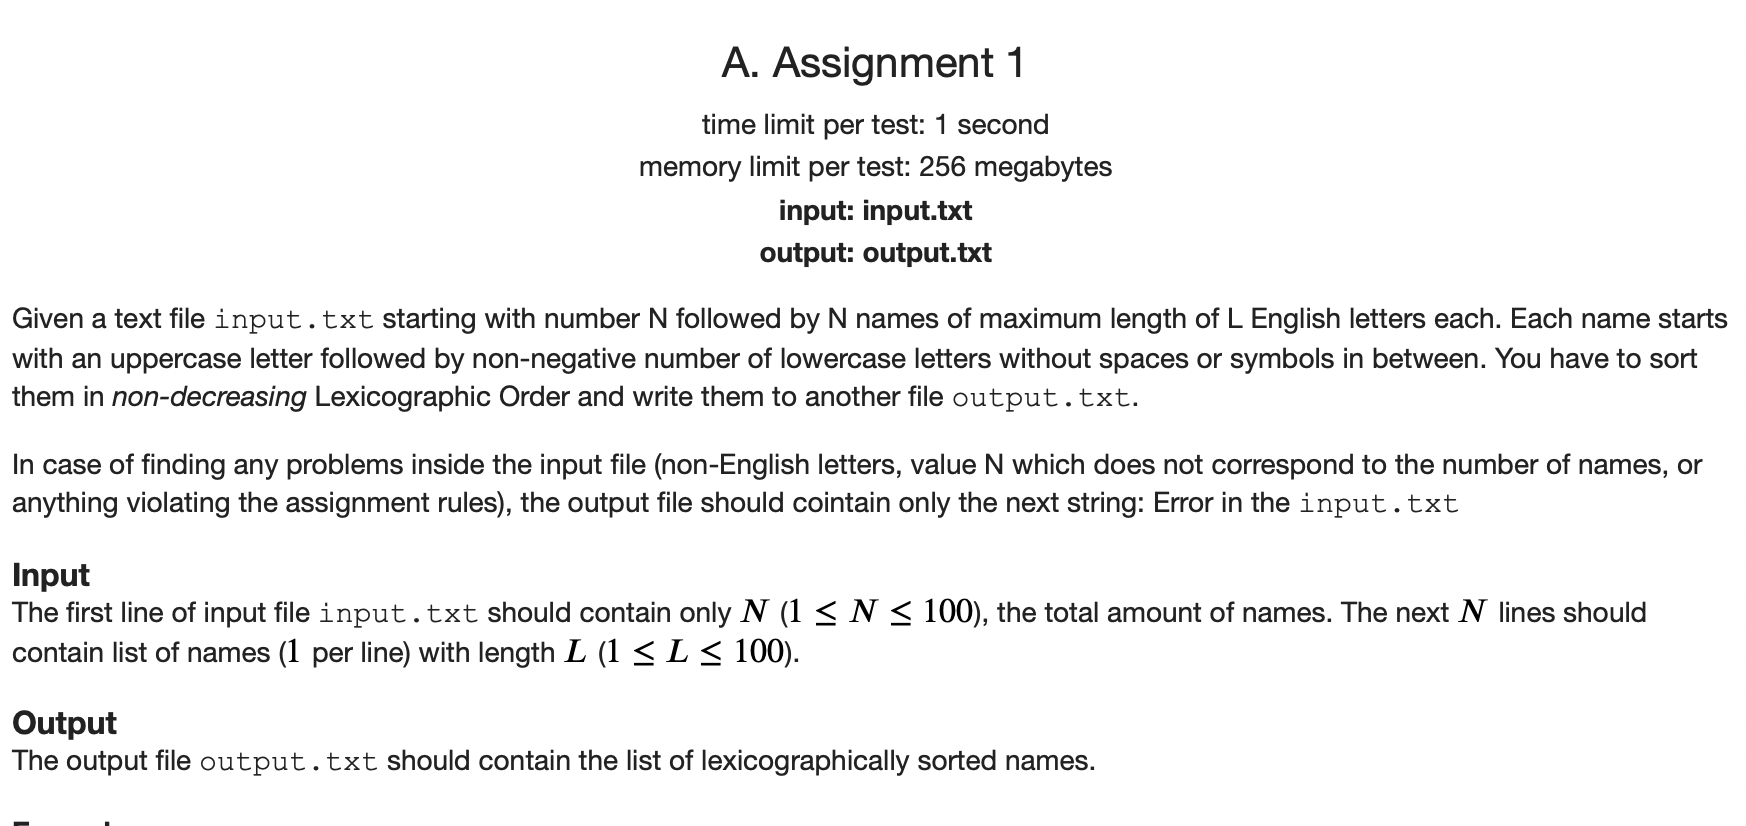 A. Assignment 1
time limit per test: 1 second
memory limit per test: 256 megabytes
input: input.txt
output: output.txt
Given a text file input.txt starting with number N followed by N names of maximum length of L English letters each. Each name starts
with an uppercase letter followed by non-negative number of lowercase letters without spaces or symbols in between. You have to sort
them in non-decreasing Lexicographic Order and write them to another file output.txt.
In case of finding any problems inside the input file (non-English letters, value N which does not correspond to the number of names, or
anything violating the assignment rules), the output file should cointain only the next string: Error in the input.txt
Input
The first line of input file input.txt should contain only N (1 ≤ N ≤ 100), the total amount of names. The next N lines should
contain list of names (1 per line) with length L (1 ≤ L ≤ 100).
Output
The output file output.txt should contain the list of lexicographically sorted names.